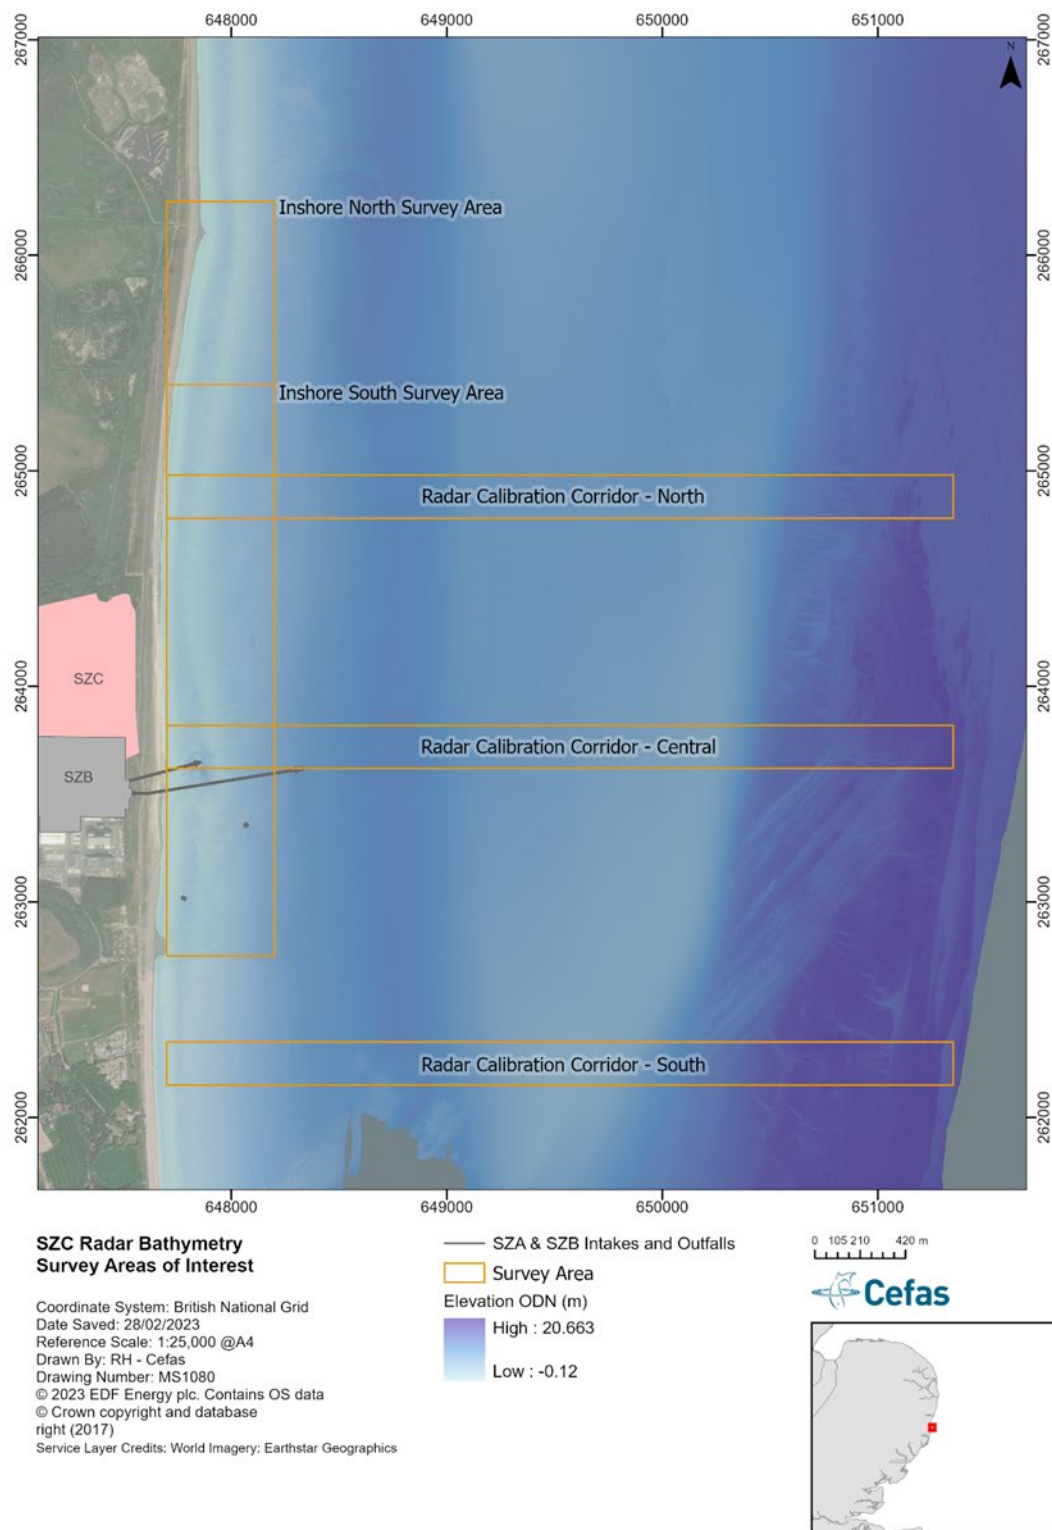 648000 649000 650000 651000
267000 267000
N
Inshore North Survey Area
266000 266000
Inshore South Survey Area
265000 265000
Radar Calibration Corridor - North
SZC
264000 264000
Radar Calibration Corridor - Central
SZB
263000 263000
Radar Calibration Corridor - South
262000 262000
648000 649000 650000 651000
SZC Radar Bathymetry
Survey Areas of Interest
Coordinate System: British National Grid
Date Saved: 28/02/2023
Reference Scale: 1:25,000 @A4
Drawn By: RH - Cefas
Drawing Number: MS1080
© 2023 EDF Energy plc. Contains OS data
© Crown copyright and database
right (2017)
Service Layer Credits: World Imagery: Earthstar Geographics
SZA & SZB Intakes and Outfalls
Survey Area
Elevation ODN (m)
High : 20.663
Low : -0.12
0 105 210 420 m
Cefas